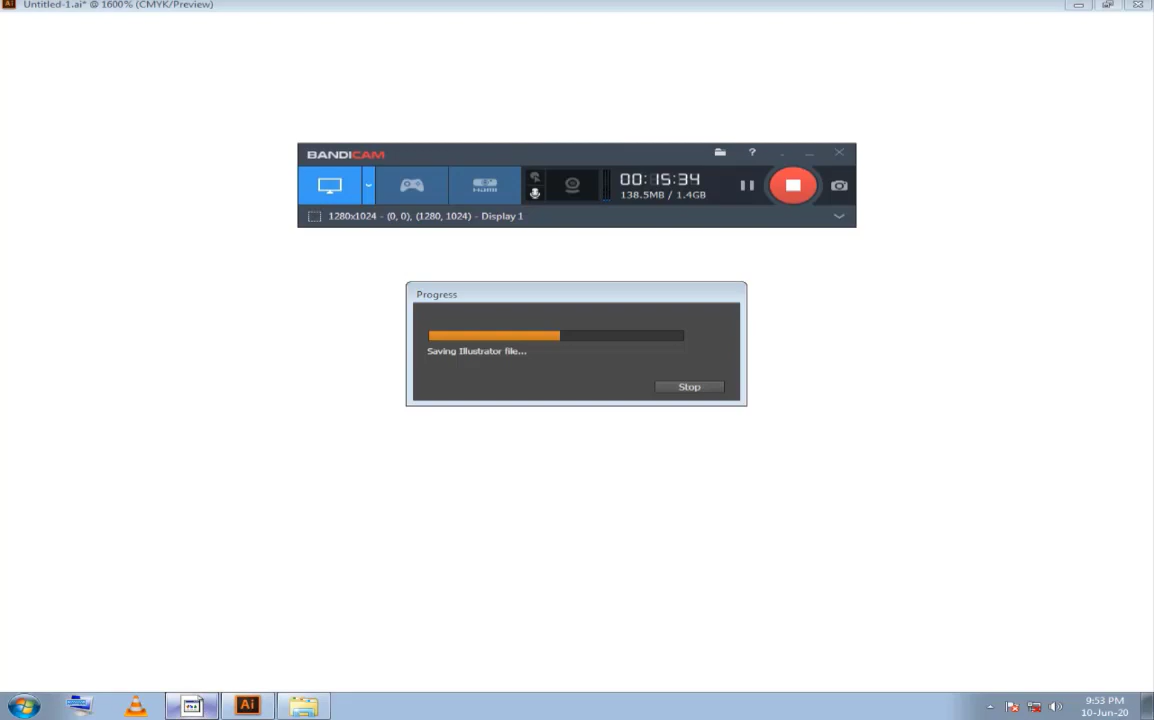 Ai Untitled-1.ai* @ 1600% (CMYK/Preview)
BANDICAM ?
00:15:34
138.5MB / 1.4GB
1280x1024 - (0, 0), (1280, 1024) - Display 1
Progress
Saving Illustrator file...
Stop
Ai
9:53 PM
10-Jun-20